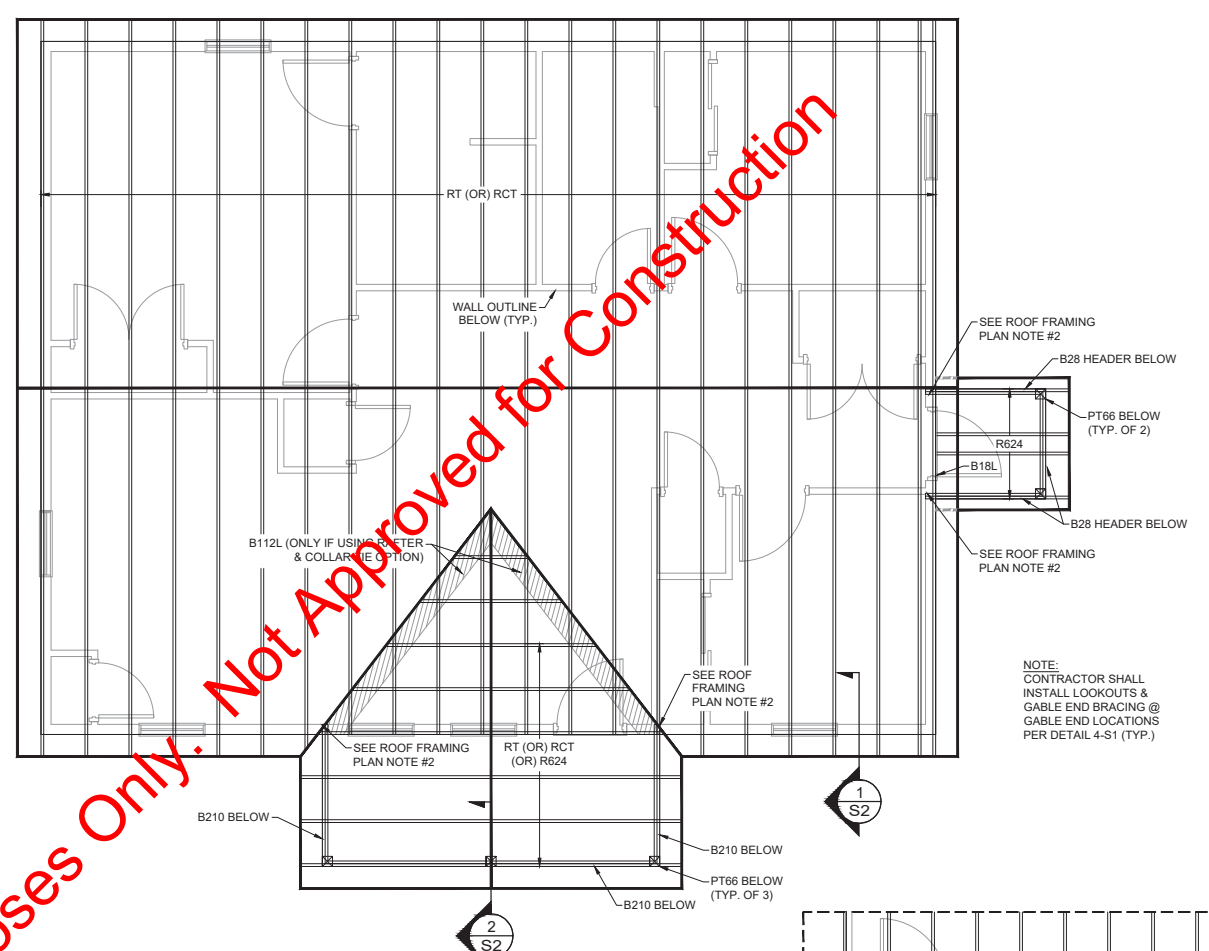 RT (OR) RCT
WALL OUTLINE
BELOW (TYP.)
SEE ROOF FRAMING
PLAN NOTE #2
B28 HEADER BELOW
PT66 BELOW
(TYP. OF 2)
R624
B18L
B28 HEADER BELOW
SEE ROOF FRAMING
PLAN NOTE #2
B112L (ONLY IF USING RAFTER
& COLLAR TIE OPTION)
SEE ROOF
FRAMING
PLAN NOTE #2
NOTE:
CONTRACTOR SHALL
INSTALL LOOKOUTS &
GABLE END BRACING @
GABLE END LOCATIONS
PER DETAIL 4-S1 (TYP.)
SEE ROOF FRAMING
PLAN NOTE #2
RT (OR) RCT
(OR) R624
1
S2
B210 BELOW
B210 BELOW
PT66 BELOW
(TYP. OF 3)
B210 BELOW
2
S2
oses Only. Not Approved for Construction